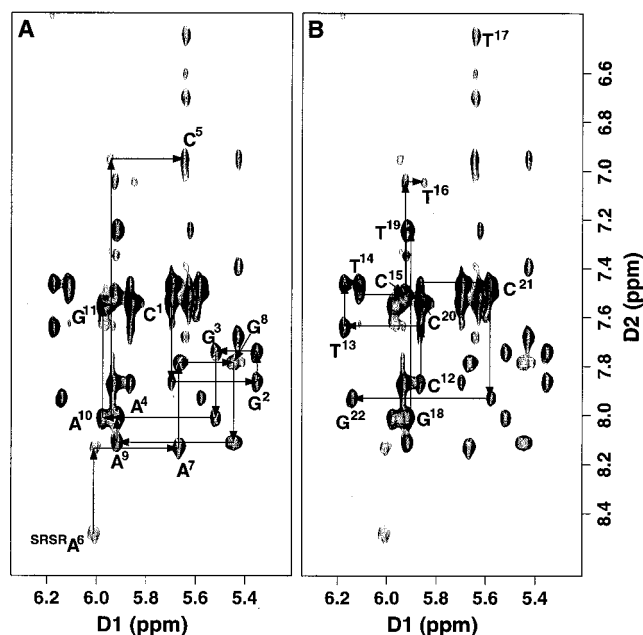 A
C⁵
G¹¹
C¹
G³
G⁸
G²
A⁴
A¹⁰
A⁹
A⁷
SRSRA⁶
6.2 6.0 5.8 5.6 5.4
D1 (ppm)
B
T¹⁷
T¹⁶
T¹⁹
T¹⁴
C¹⁵
C²¹
C²⁰
T¹³
C¹²
G²²
G¹⁸
6.2 6.0 5.8 5.6 5.4
D1 (ppm)
6.6
7.0
7.2
7.4
7.6
7.8
8.0
8.2
8.4
D2 (ppm)